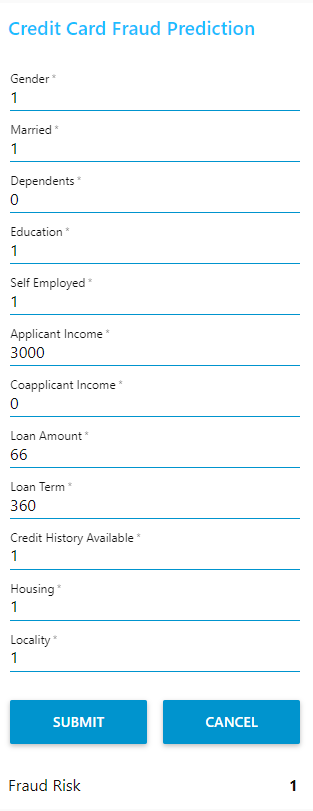 Credit Card Fraud Prediction
Gender *
1
Married *
1
Dependents *
0
Education *
1
Self Employed *
1
Applicant Income *
3000
Coapplicant Income *
0
Loan Amount *
66
Loan Term *
360
Credit History Available *
1
Housing *
1
Locality *
1
SUBMIT CANCEL
Fraud Risk 1